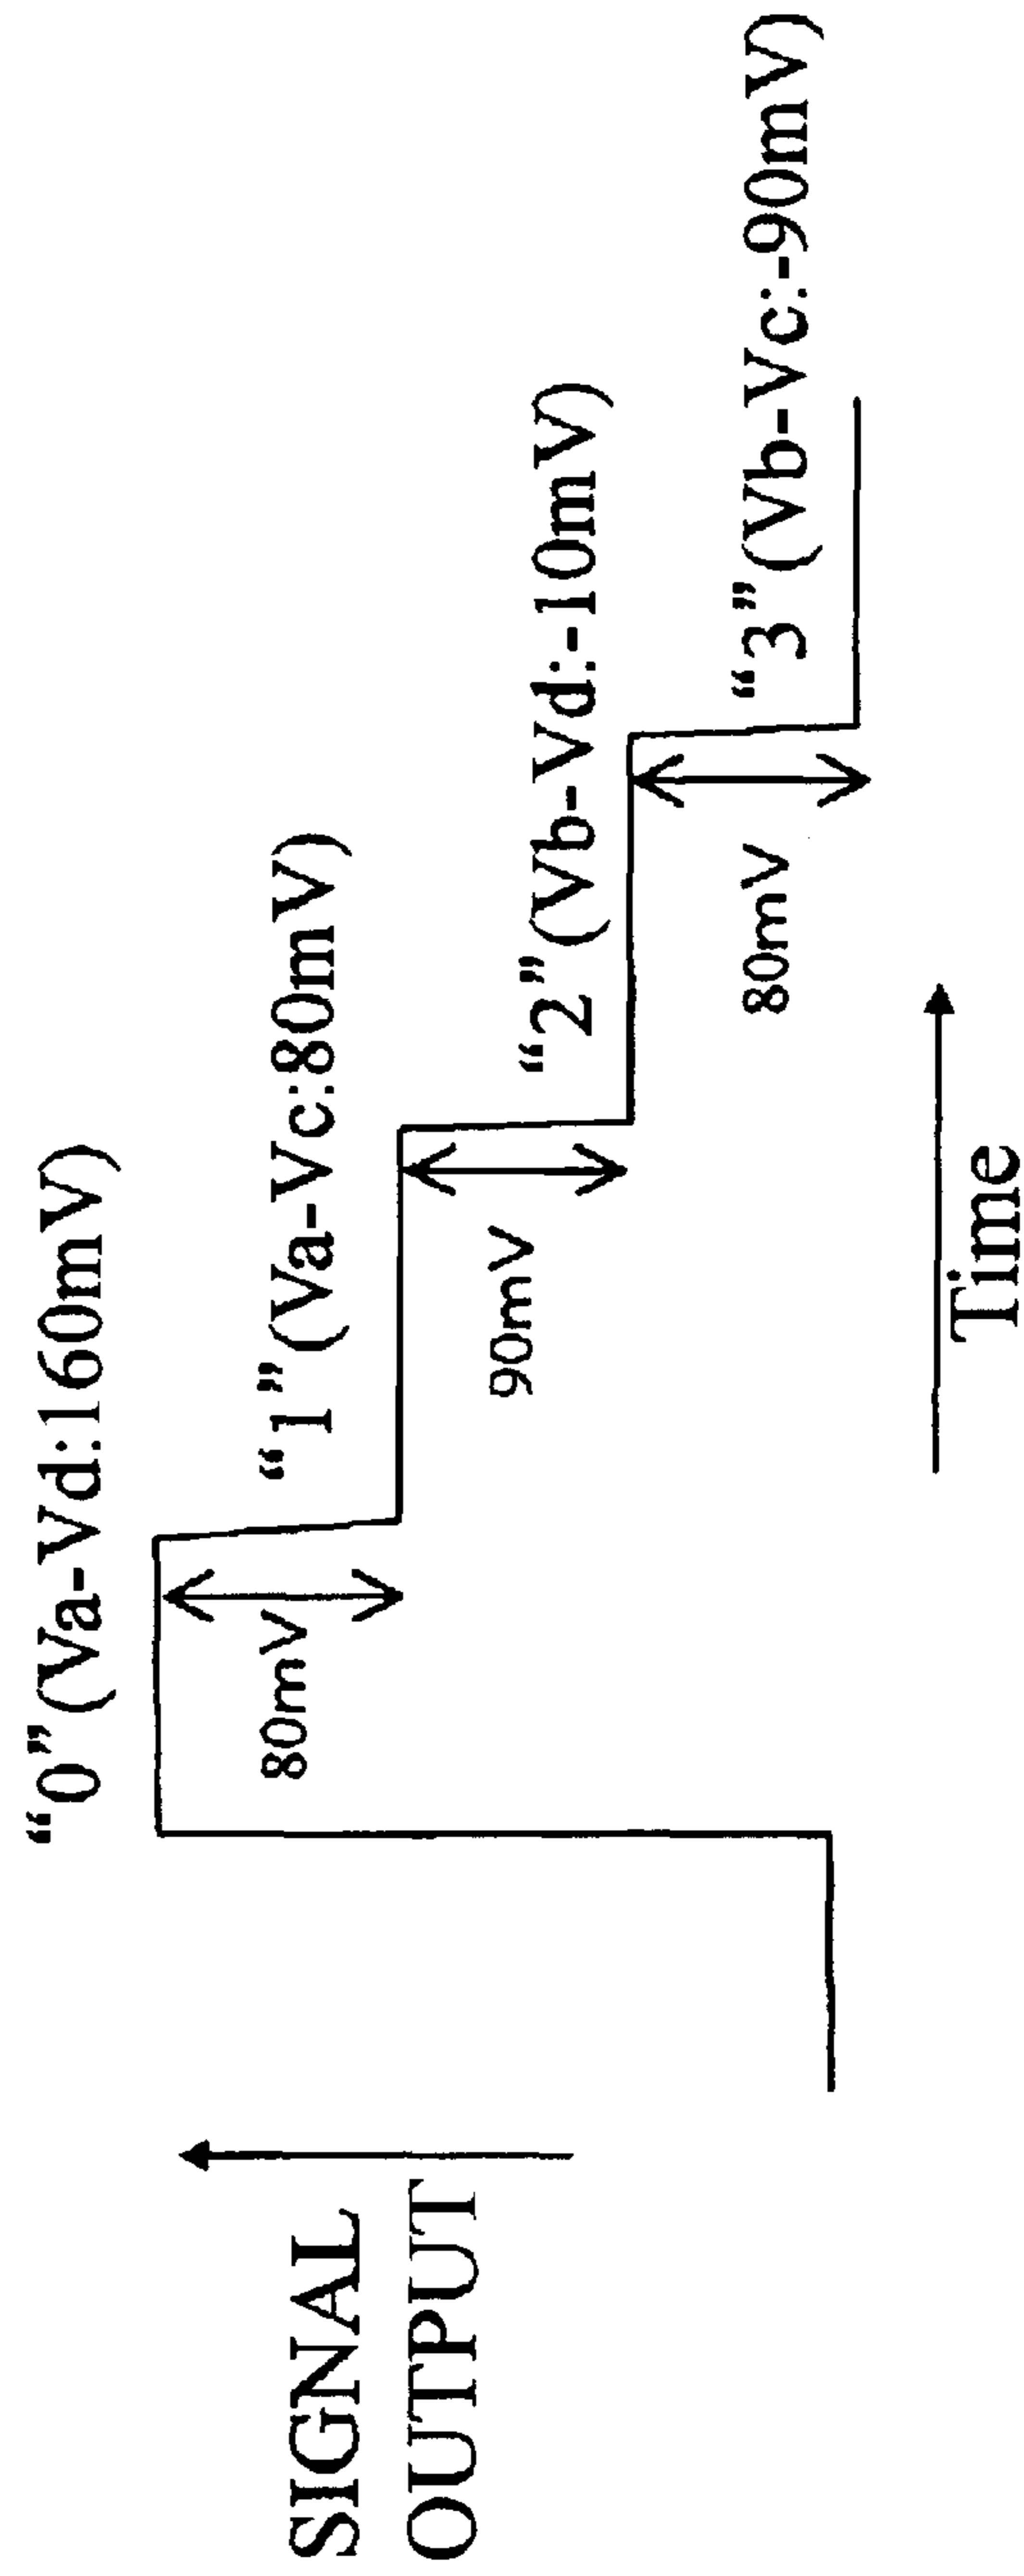 “0”(Va-Vd:160mV)
“1”(Va-Vc:80mV)
“2”(Vb-Vd:-10mV)
“3”(Vb-Vc:-90mV)
80mV
90mV
80mV
SIGNAL
OUTPUT
Time